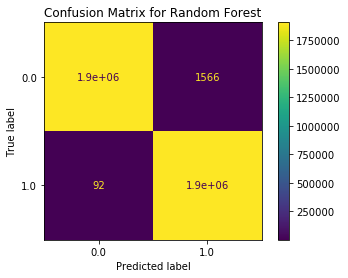 Confusion Matrix for Random Forest
True label
0.0
1.9e+06
1566
1.0
92
1.9e+06
0.0
1.0
Predicted label
1750000
1500000
1250000
1000000
750000
500000
250000